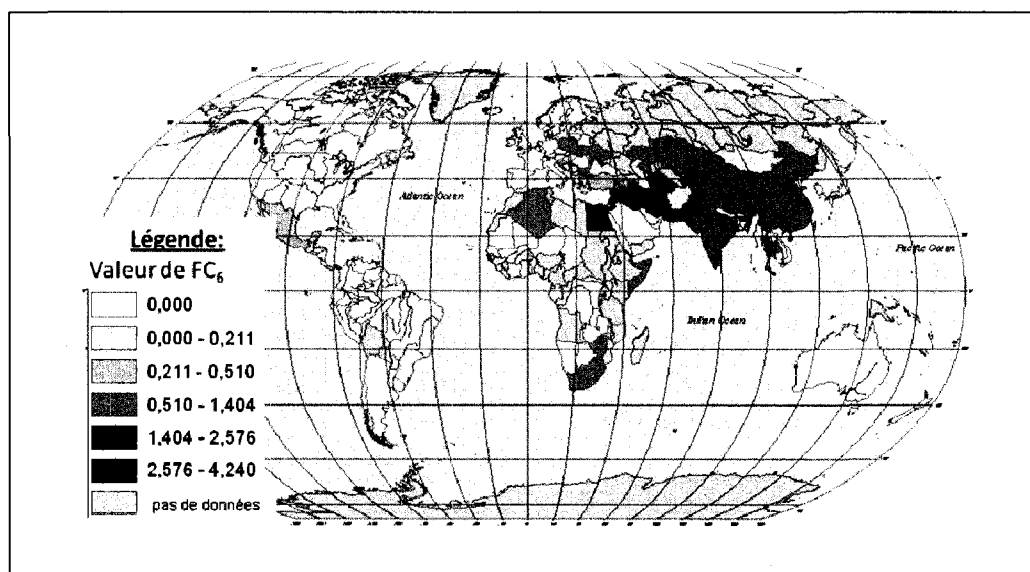 Atlantic Ocean
Pacific Ocean
Légende:
Valeur de FC6
0,000
0,000 - 0,211
0,211 - 0,510
0,510 - 1,404
1,404 - 2,576
2,576 - 4,240
pas de données
Indian Ocean